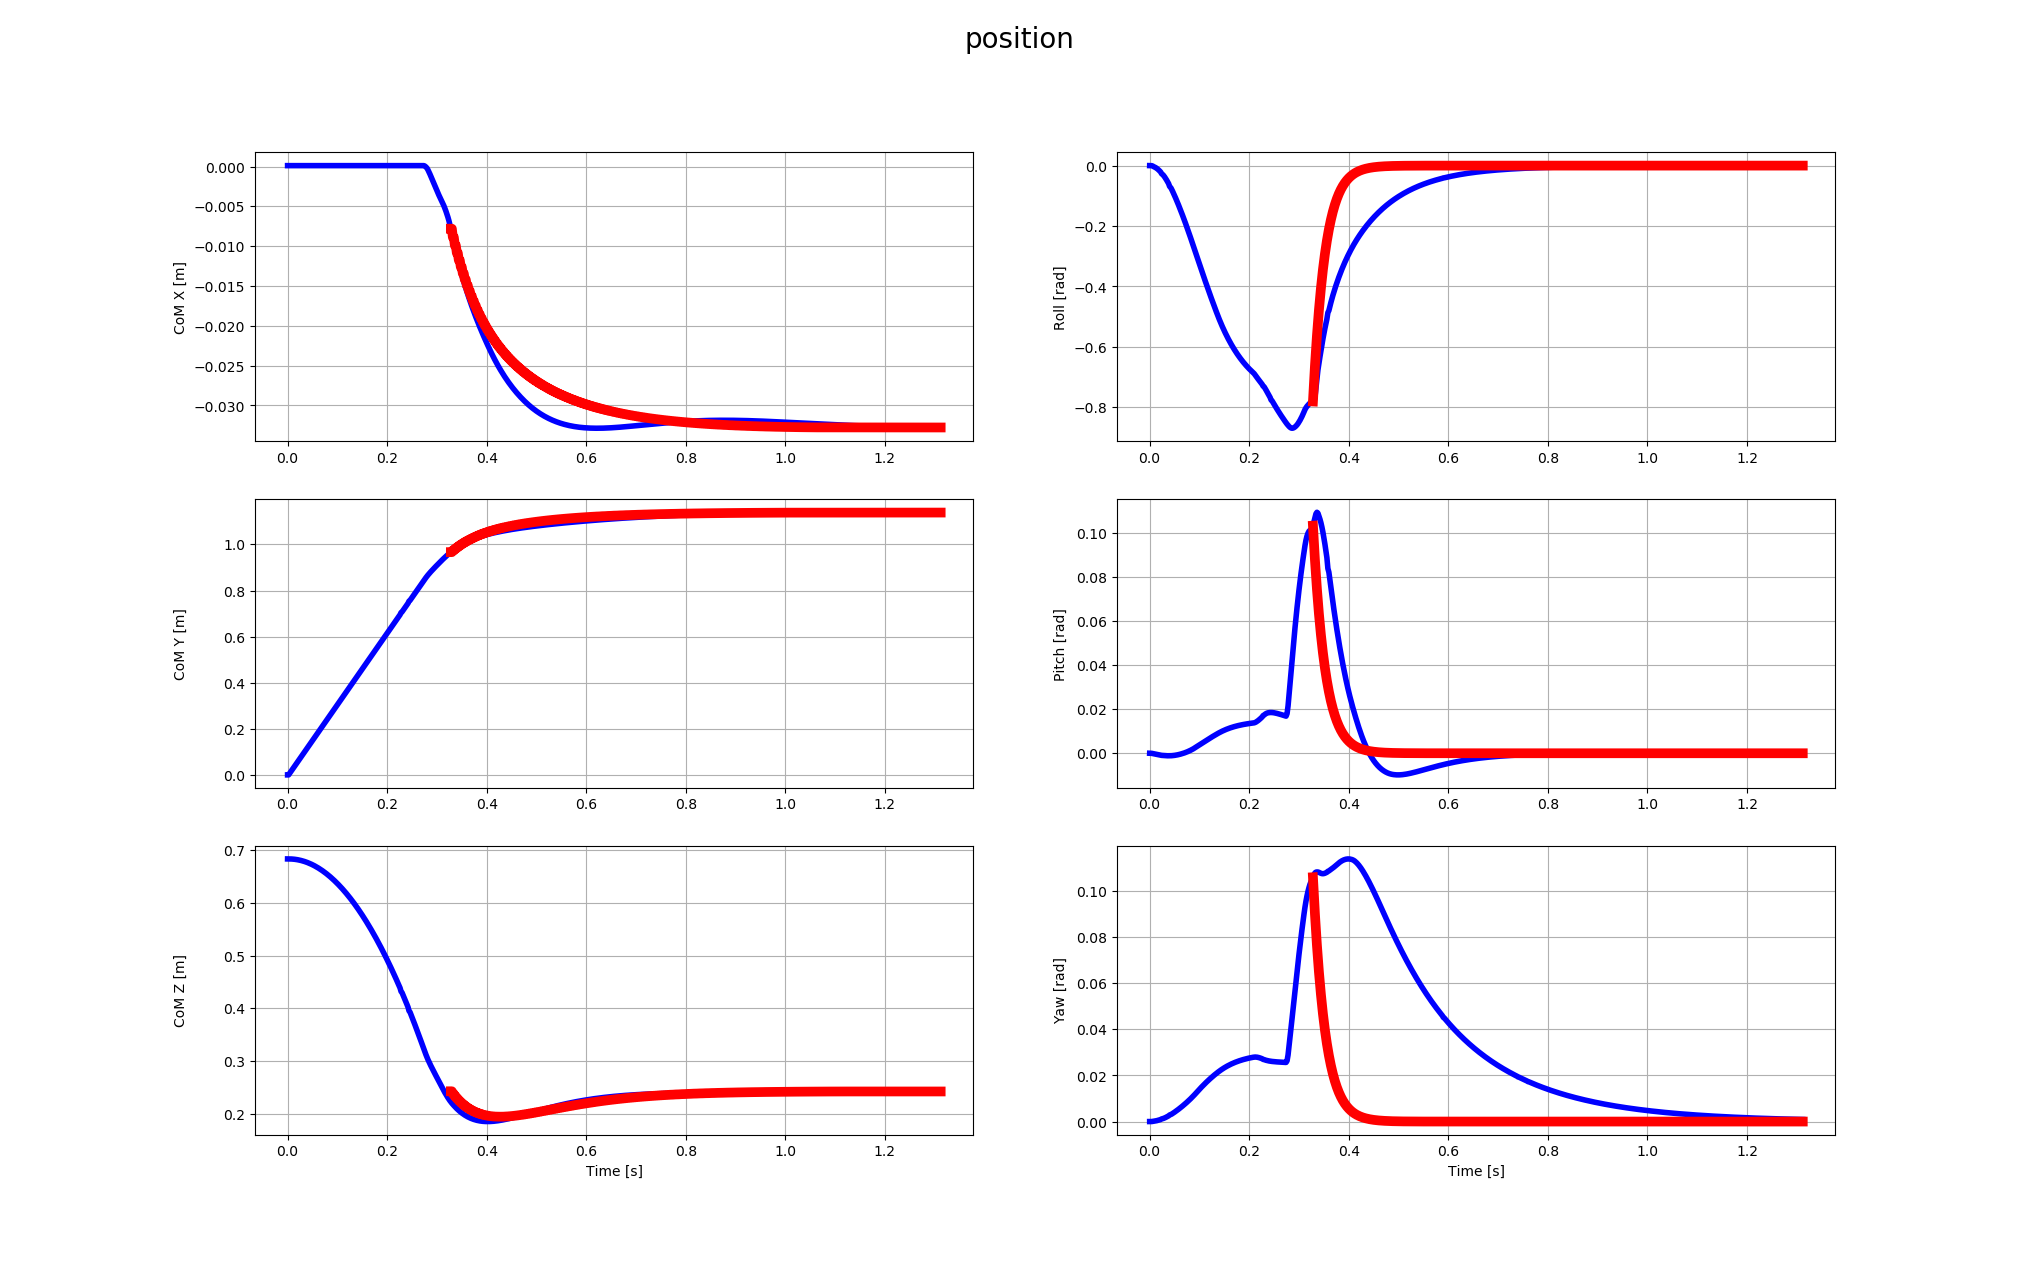 position
CoM X [m]
0.000
−0.005
−0.010
−0.015
−0.020
−0.025
−0.030
0.0 0.2 0.4 0.6 0.8 1.0 1.2
Roll [rad]
0.0
−0.2
−0.4
−0.6
−0.8
0.0 0.2 0.4 0.6 0.8 1.0 1.2
CoM Y [m]
1.0
0.8
0.6
0.4
0.2
0.0
0.0 0.2 0.4 0.6 0.8 1.0 1.2
Pitch [rad]
0.10
0.08
0.06
0.04
0.02
0.00
0.0 0.2 0.4 0.6 0.8 1.0 1.2
CoM Z [m]
0.7
0.6
0.5
0.4
0.3
0.2
0.0 0.2 0.4 0.6 0.8 1.0 1.2
Time [s]
Yaw [rad]
0.10
0.08
0.06
0.04
0.02
0.00
0.0 0.2 0.4 0.6 0.8 1.0 1.2
Time [s]